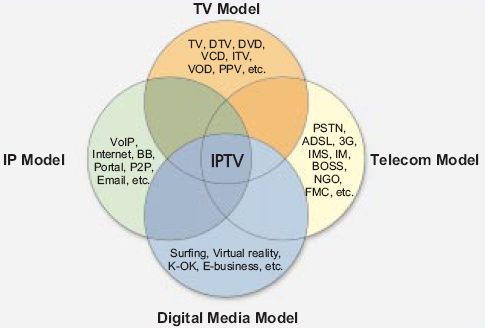 TV Model
TV, DTV, DVD,
VCD, ITV,
VOD, PPV, etc.
IP Model
VoIP,
Internet, BB,
Portal, P2P,
Email, etc.
IPTV
PSTN,
ADSL, 3G,
IMS, IM,
BOSS,
NGO,
FMC, etc.
Telecom Model
Surfing, Virtual reality,
K-OK, E-business, etc.
Digital Media Model